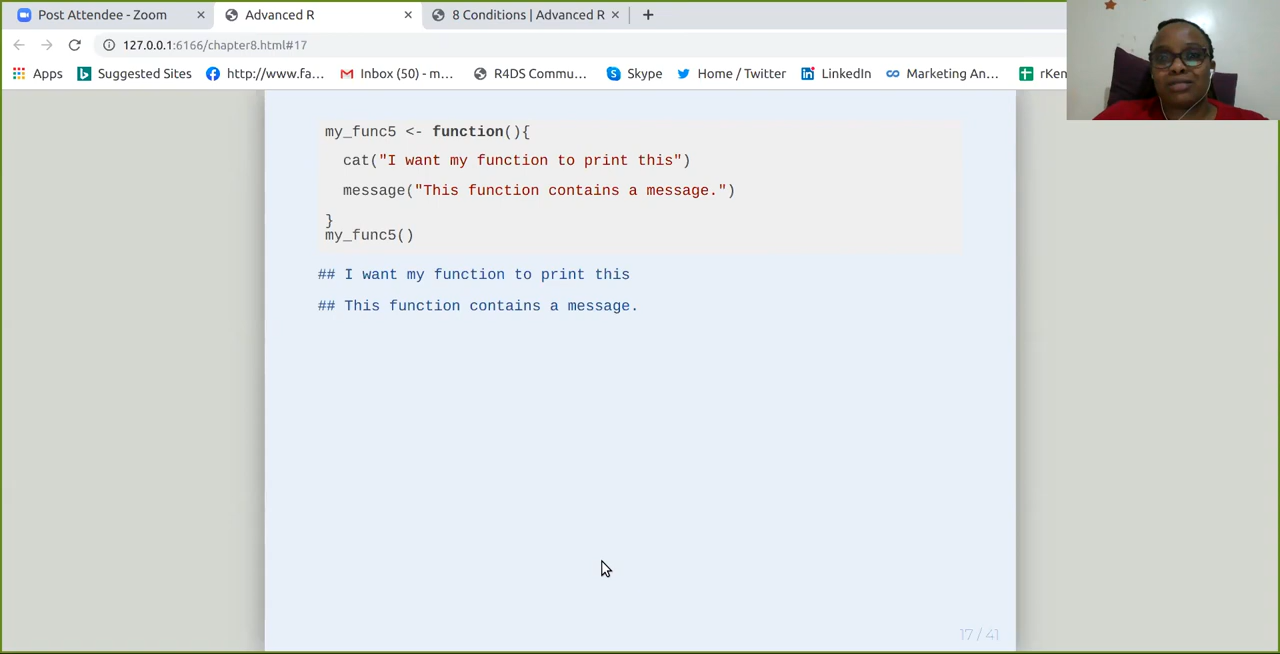 Post Attendee - Zoom
Advanced R
8 Conditions | Advanced R
127.0.0.1:6166/chapter8.html#17
Apps
Suggested Sites
http://www.fa...
Inbox (50) – m...
R4DS Commu...
Skype
Home / Twitter
LinkedIn
Marketing An...
rKen
my_func5 <- function(){
cat("I want my function to print this")
message("This function contains a message.")
}
my_func5()
## I want my function to print this
## This function contains a message.
17 / 41